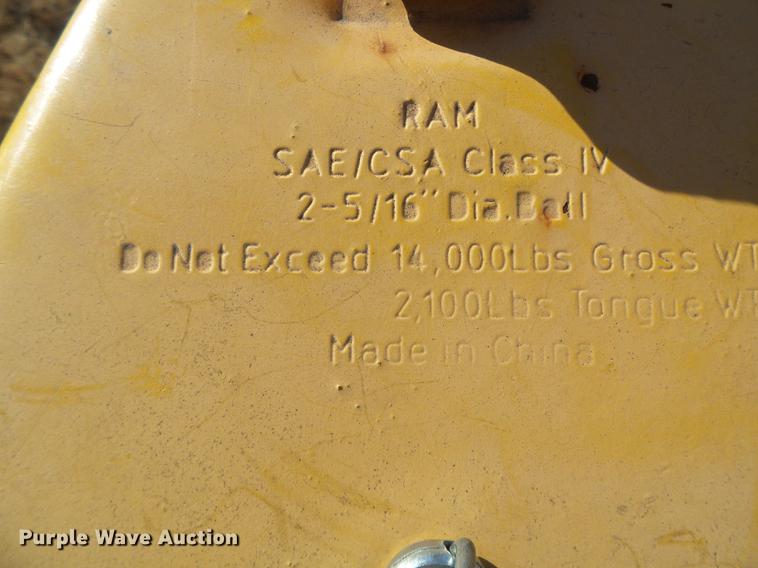 RAM
SAE/CSA Class IV
2-5/16" Dia.Ball
Do Not Exceed 14,000Lbs Gross WT
2,100Lbs Tongue WT
Made in China
Purple Wave Auction